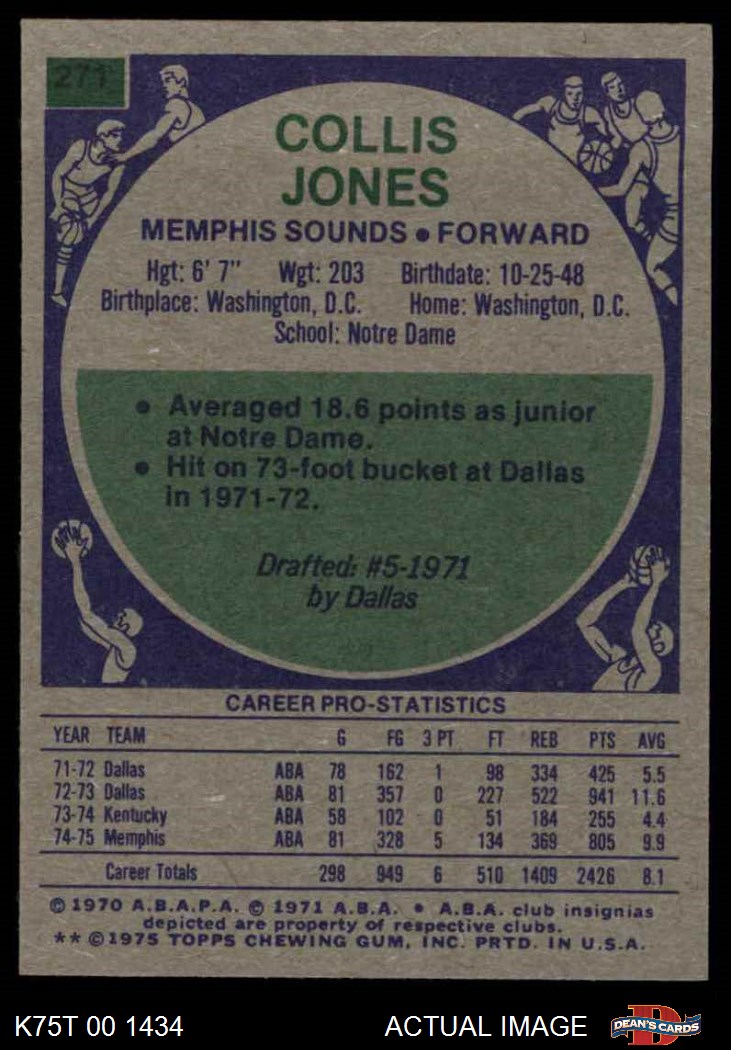 271
COLLIS
JONES
MEMPHIS SOUNDS • FORWARD
Hgt: 6' 7" Wgt: 203 Birthdate: 10-25-48
Birthplace: Washington, D.C. Home: Washington, D.C.
School: Notre Dame
• Averaged 18.6 points as junior
at Notre Dame.
• Hit on 73-foot bucket at Dallas
in 1971-72.
Drafted: #5-1971
by Dallas
CAREER PRO-STATISTICS
YEAR TEAM G FG 3 PT FT REB PTS AVG
71-72 Dallas ABA 78 162 1 98 334 425 5.5
72-73 Dallas ABA 81 357 0 227 522 941 11.6
73-74 Kentucky ABA 58 102 0 51 184 255 4.4
74-75 Memphis ABA 81 328 5 134 369 805 9.9
Career Totals 298 949 6 510 1409 2426 8.1
© 1970 A.B.A.P.A. © 1971 A.B.A. • A.B.A. club insignias
depicted are property of respective clubs.
** © 1975 TOPPS CHEWING GUM, INC. PRTD. IN U.S.A.
K75T 00 1434 ACTUAL IMAGE D DEAN'S CARDS